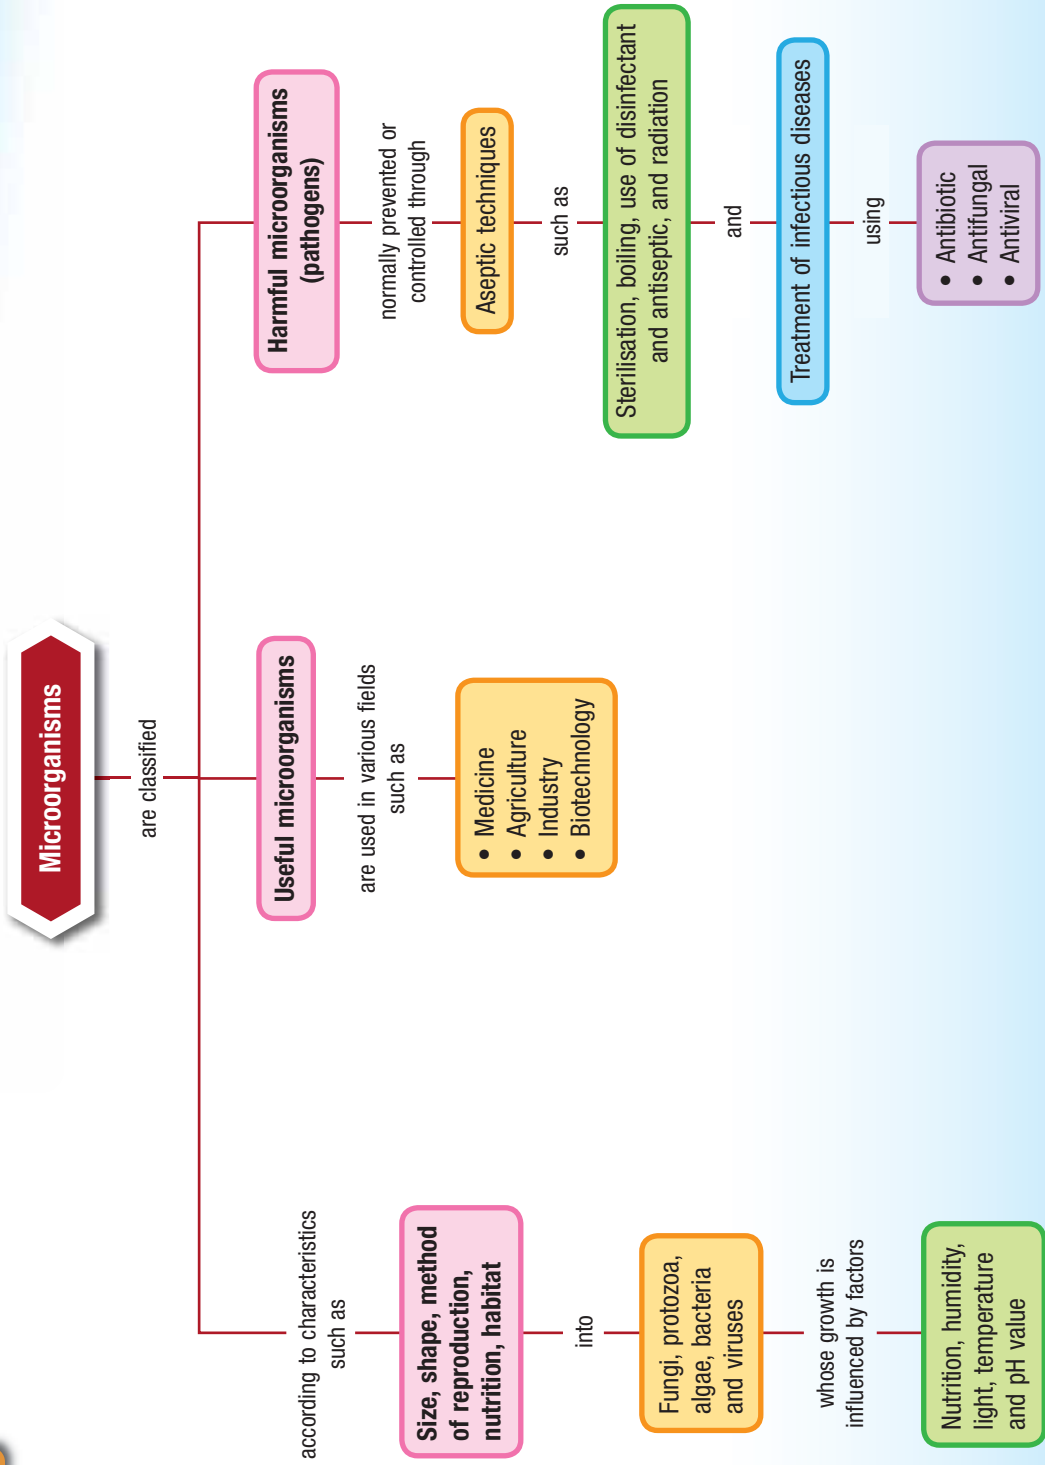 Microorganisms
are classified
according to characteristics
such as
Size, shape, method
of reproduction,
nutrition, habitat
into
Fungi, protozoa,
algae, bacteria
and viruses
whose growth is
influenced by factors
Nutrition, humidity,
light, temperature
and pH value
Useful microorganisms
are used in various fields
such as
• Medicine
• Agriculture
• Industry
• Biotechnology
Harmful microorganisms
(pathogens)
normally prevented or
controlled through
Aseptic techniques
such as
Sterilisation, boiling, use of disinfectant
and antiseptic, and radiation
and
Treatment of infectious diseases
using
• Antibiotic
• Antifungal
• Antiviral